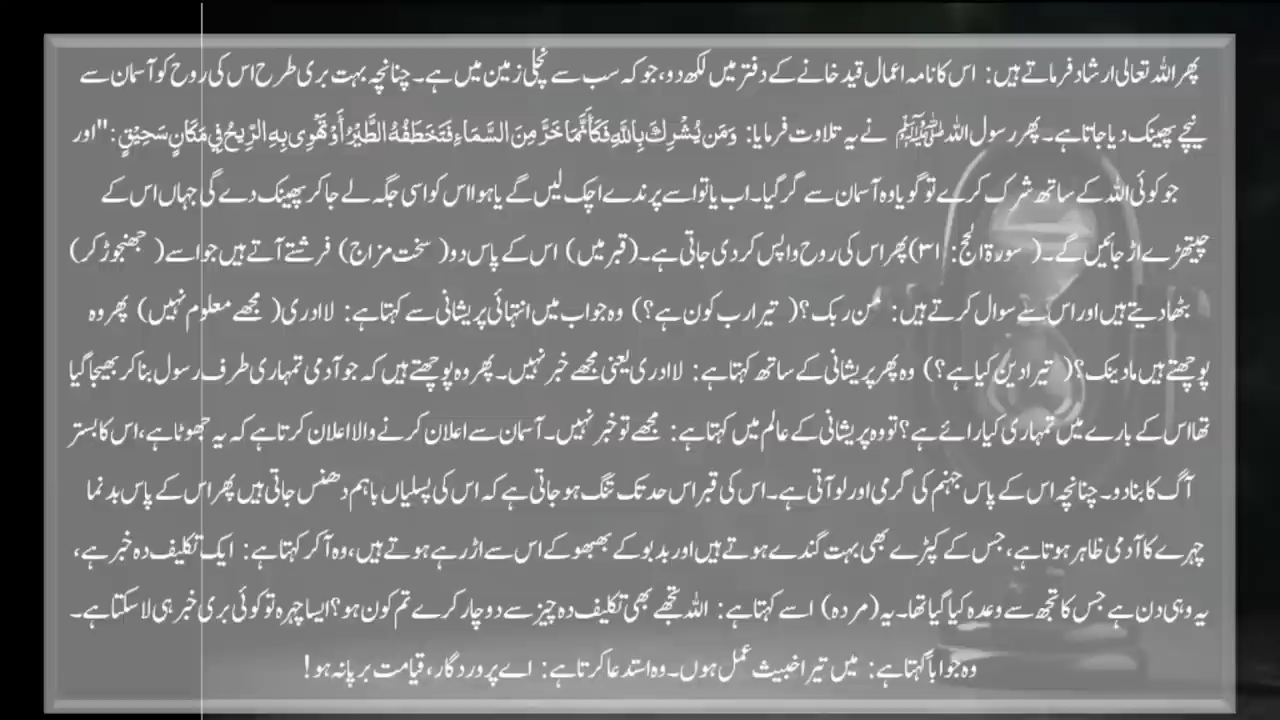 پھر اللہ تعالی ارشاد فرماتے ہیں: اس کا نامہ اعمال قید خانے کے دفتر میں لکھ دو، جو کہ سب سے نچلی زمین میں ہے۔ چنانچہ بہت بری طرح اس کی روح کو آسمان سے
نیچے پھینک دیا جاتا ہے۔ پھر رسول اللہ ﷺ نے یہ تلاوت فرمایا: وَمَن يُشْرِكْ بِاللَّهِ فَكَأَنَّمَا خَرَّ مِنَ السَّمَاءِ فَتَخْطَفُهُ الطَّيْرُ أَوْ تَهْوِى بِهِ الرِّيحُ فِي مَكَانٍ سَحِيْقٍ: "اور
جو کوئی اللہ کے ساتھ شرک کرے تو گویا وہ آسمان سے گر گیا۔ اب یا تو اسے پرندے اچک لیں گے یا ہوا اس کو اسی جگہ لے جا کر پھینک دے گی جہاں اس کے
چیتھڑے اڑ جائیں گے۔ (سورۃ الحج: ۳۱) پھر اس کی روح واپس کر دی جاتی ہے۔ (قبر میں) اس کے پاس دو (سخت مزاج) فرشتے آتے ہیں جو اسے (جھنجوڑ کر)
بٹھا دیتے ہیں اور اس سے سوال کرتے ہیں: من ربک؟ (تیرا رب کون ہے؟) وہ جواب میں انتہائی پریشانی سے کہتا ہے: لا ادری (مجھے معلوم نہیں) پھر وہ
پوچھتے ہیں مادینک؟ (تیرا دین کیا ہے؟) وہ پھر پریشانی کے ساتھ کہتا ہے: لا ادری یعنی مجھے خبر نہیں۔ پھر وہ پوچھتے ہیں کہ جو آدمی تمہاری طرف رسول بنا کر بھیجا گیا
تھا اس کے بارے میں تمہاری کیا رائے ہے؟ تو وہ پریشانی کے عالم میں کہتا ہے: مجھے تو خبر نہیں۔ آسمان سے اعلان کرنے والا اعلان کرتا ہے کہ یہ جھوٹا ہے، اس کا بستر
آگ کا بنا دو۔ چنانچہ اس کے پاس جہنم کی گرمی اور لو آتی ہے۔ اس کی قبر اس حد تک تنگ ہو جاتی ہے کہ اس کی پسلیاں باہم دھنس جاتی ہیں پھر اس کے پاس بدنما
چہرے کا آدمی ظاہر ہوتا ہے، جس کے کپڑے بھی بہت گندے ہوتے ہیں اور بدبو کے بھبھو کے اس سے اڑ رہے ہوتے ہیں، وہ آ کر کہتا ہے: ایک تکلیف دہ خبر ہے،
یہ وہی دن ہے جس کا تجھ سے وعدہ کیا گیا تھا۔ یہ (مردہ) اسے کہتا ہے: اللہ تجھے بھی تکلیف دہ چیز سے دو چار کرے تم کون ہو؟ ایسا چہرہ تو کوئی بری خبر ہی لا سکتا ہے۔
وہ جواباً کہتا ہے: میں تیرا خبیث عمل ہوں۔ وہ استدعا کرتا ہے: اے پروردگار، قیامت برپا نہ ہو!